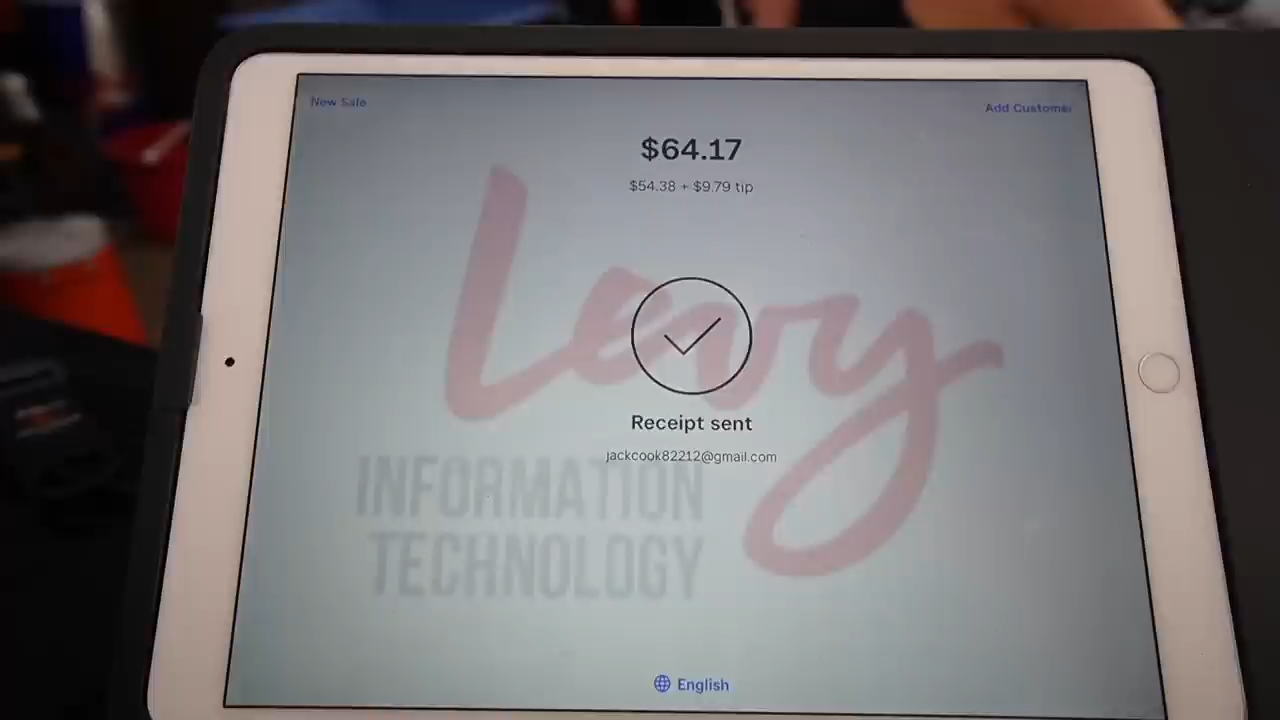 New Sale
Add Customer
$64.17
$54.38 + $9.79 tip
Levy
Receipt sent
jackcook82212@gmail.com
INFORMATION
TECHNOLOGY
English